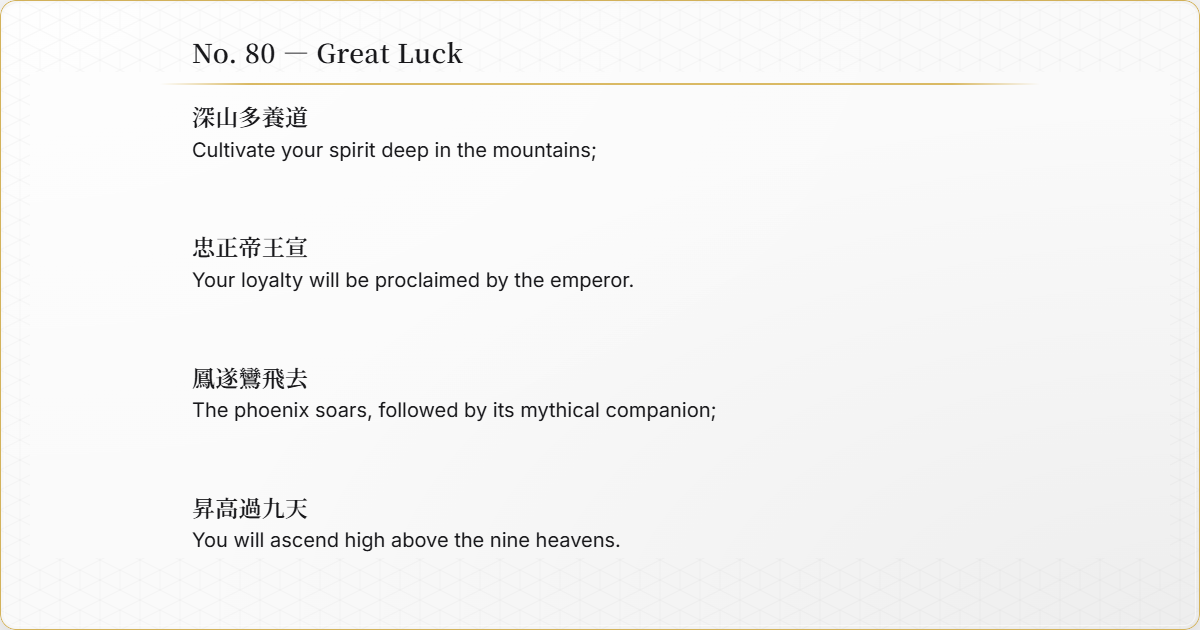 No. 80 — Great Luck
深山多養道
Cultivate your spirit deep in the mountains;
忠正帝王宣
Your loyalty will be proclaimed by the emperor.
鳳遂鸞飛去
The phoenix soars, followed by its mythical companion;
昇高過九天
You will ascend high above the nine heavens.